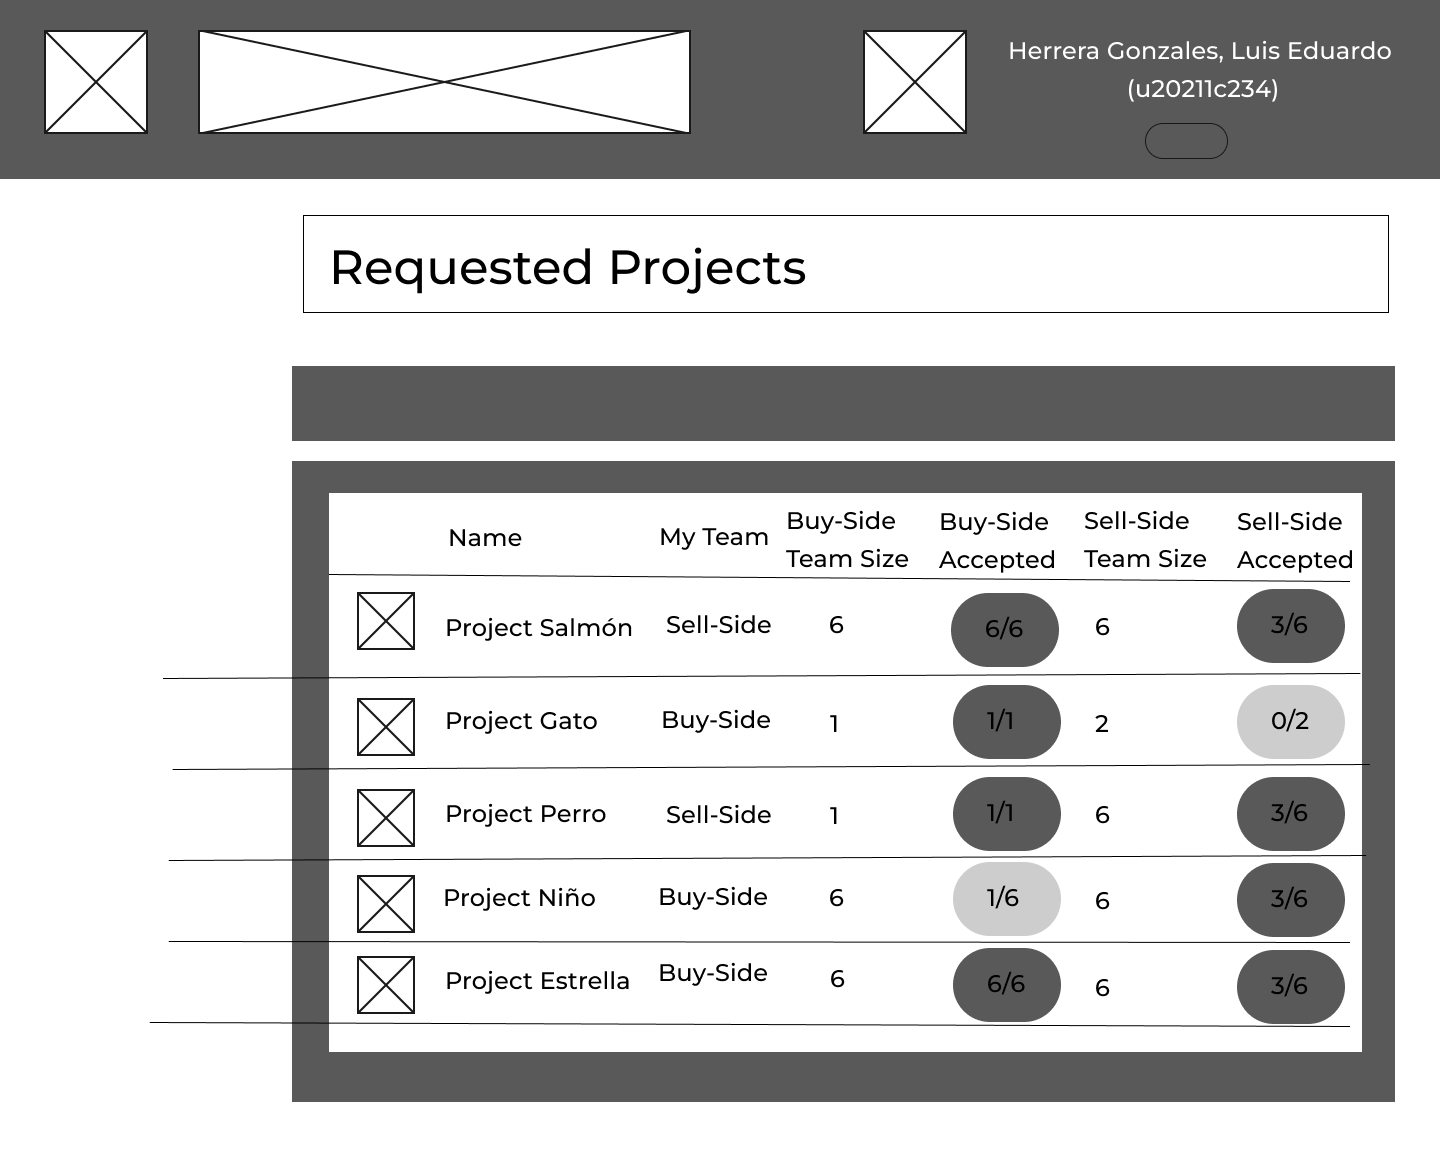 Herrera Gonzales, Luis Eduardo
(u20211c234)
Requested Projects
Name My Team Buy-Side Team Size Buy-Side Accepted Sell-Side Team Size Sell-Side Accepted
Project Salmón Sell-Side 6 6/6 6 3/6
Project Gato Buy-Side 1 1/1 2 0/2
Project Perro Sell-Side 1 1/1 6 3/6
Project Niño Buy-Side 6 1/6 6 3/6
Project Estrella Buy-Side 6 6/6 6 3/6